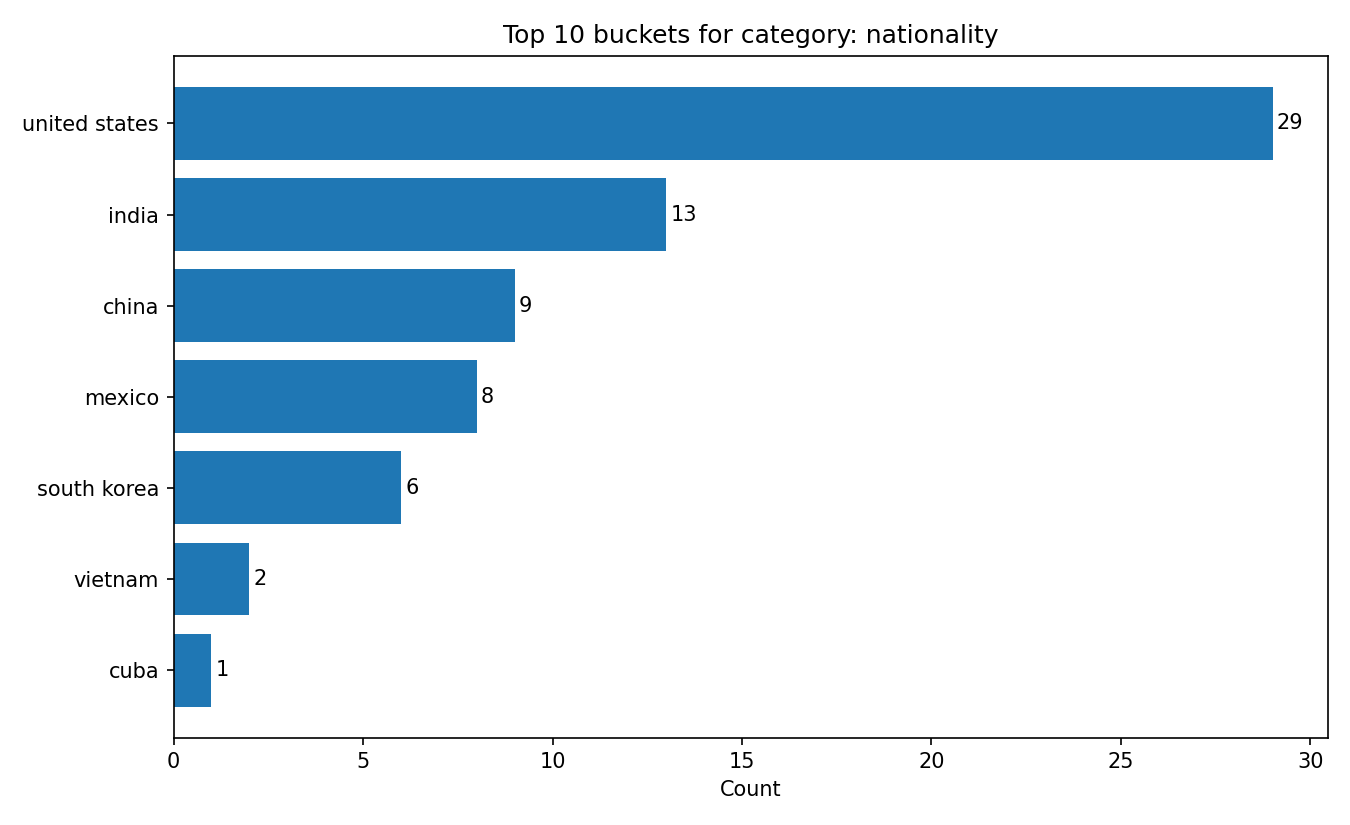 Top 10 buckets for category: nationality
united states 29
india 13
china 9
mexico 8
south korea 6
vietnam 2
cuba 1
0 5 10 15 20 25 30
Count